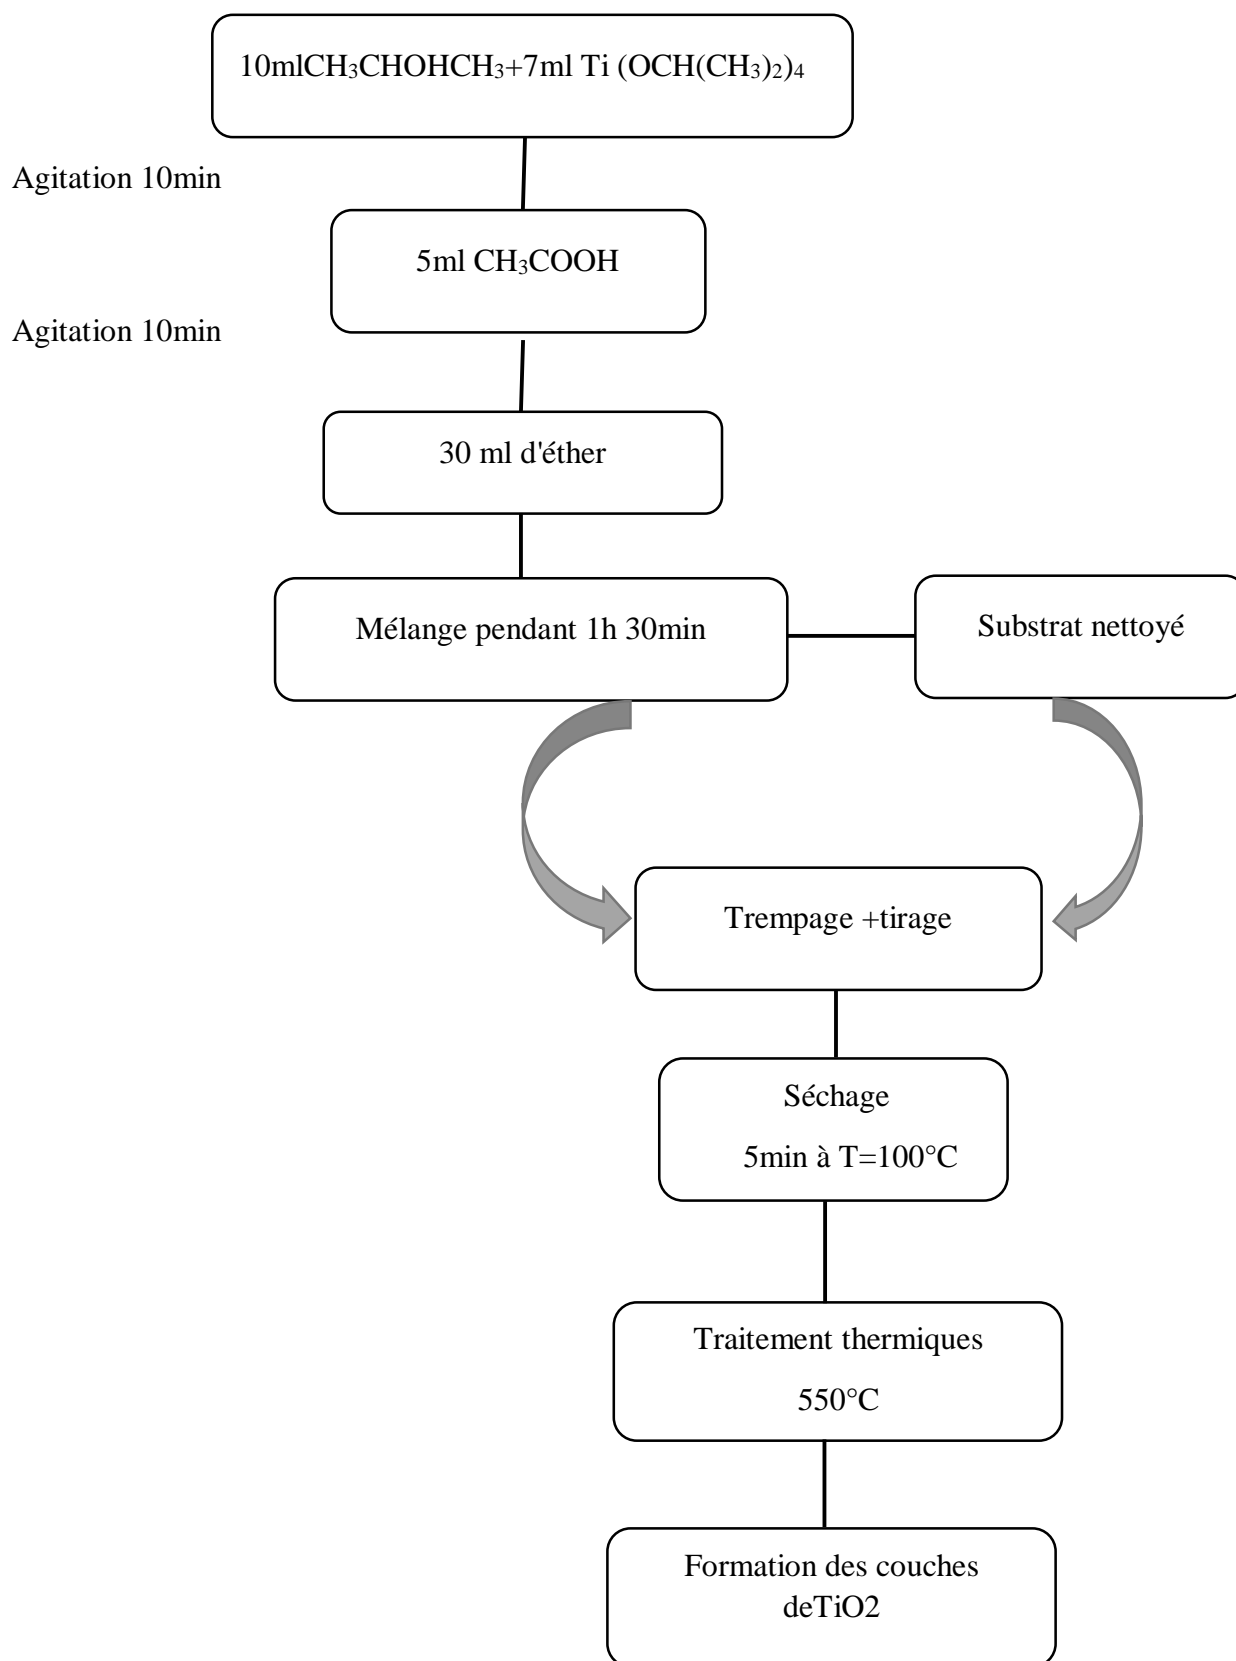 10mlCH₃CHOHCH₃+7ml Ti (OCH(CH₃)₂)₄
Agitation 10min
5ml CH₃COOH
Agitation 10min
30 ml d'éther
Mélange pendant 1h 30min
Substrat nettoyé
Trempage +tirage
Séchage
5min à T=100°C
Traitement thermiques
550°C
Formation des couches
deTiO2